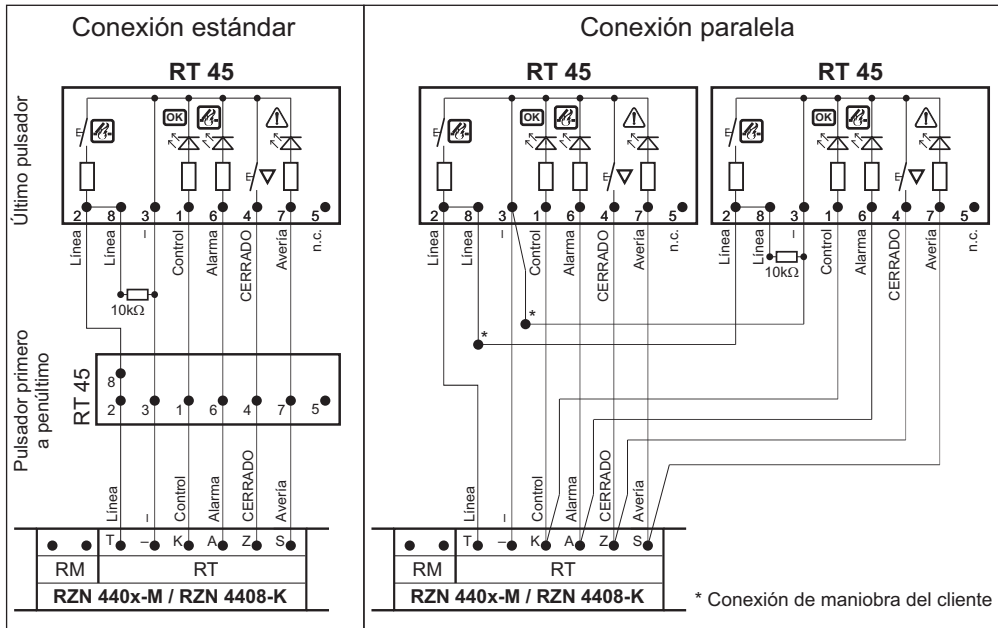 Conexión estándar
RT 45
OK
E
E
Último pulsador
2 8 3 1 6 4 7 5
Línea Línea – Control Alarma CERRADO Avería n.c.
10kΩ
Pulsador primero
a penúltimo
RT 45
8
2 3 1 6 4 7 5
Línea – Control Alarma CERRADO Avería
T – K A Z S
RM RT
RZN 440x-M / RZN 4408-K
Conexión paralela
RT 45 RT 45
OK OK
E E E E
2 8 3 1 6 4 7 5 2 8 3 1 6 4 7 5
Línea Línea – Control Alarma CERRADO Avería n.c. Línea Línea – Control Alarma CERRADO Avería n.c.
10kΩ
*
*
Línea – Control Alarma CERRADO Avería
T – K A Z S
RM RT
RZN 440x-M / RZN 4408-K
* Conexión de maniobra del cliente